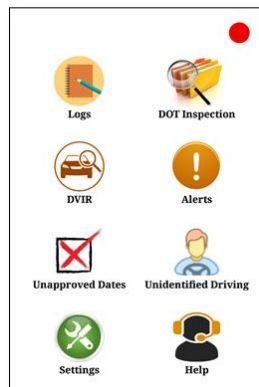 Logs
DOT Inspection
DVIR
Alerts
Unapproved Dates
Unidentified Driving
Settings
Help